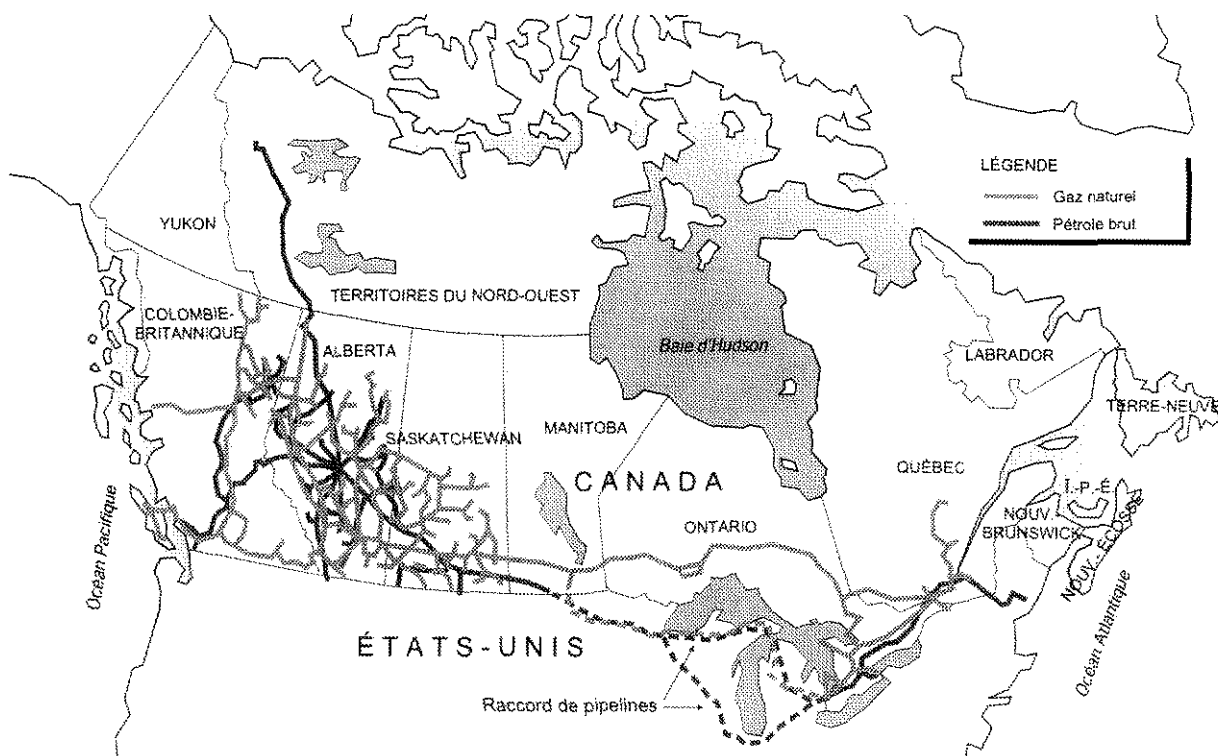 LÉGENDE
Gaz naturel
Pétrole brut
YUKON
TERRITOIRES DU NORD-OUEST
COLOMBIE-
BRITANNIQUE
ALBERTA
Baie d'Hudson
LABRADOR
TERRE-NEUVE
SASKATCHEWAN
MANITOBA
QUÉBEC
CANADA
Î.-P.-É
NOUV.
BRUNSWICK
NOUV.-ÉCOSSE
ONTARIO
Océan Pacifique
Océan Atlantique
ÉTATS-UNIS
Raccord de pipelines